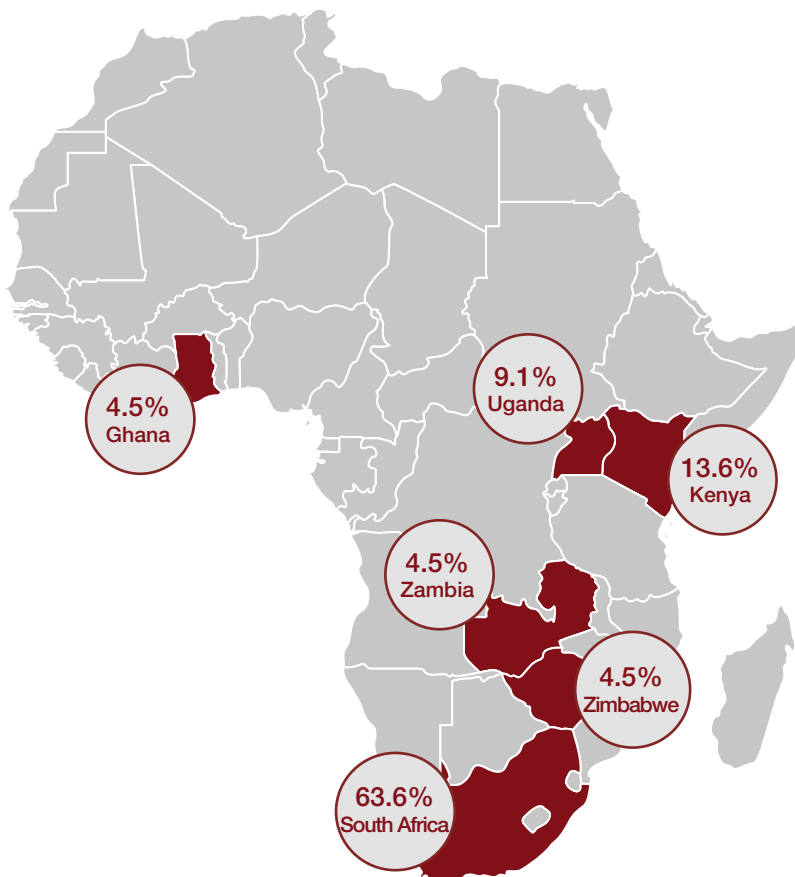 9.1%
Uganda
4.5%
Ghana
13.6%
Kenya
4.5%
Zambia
4.5%
Zimbabwe
63.6%
South Africa